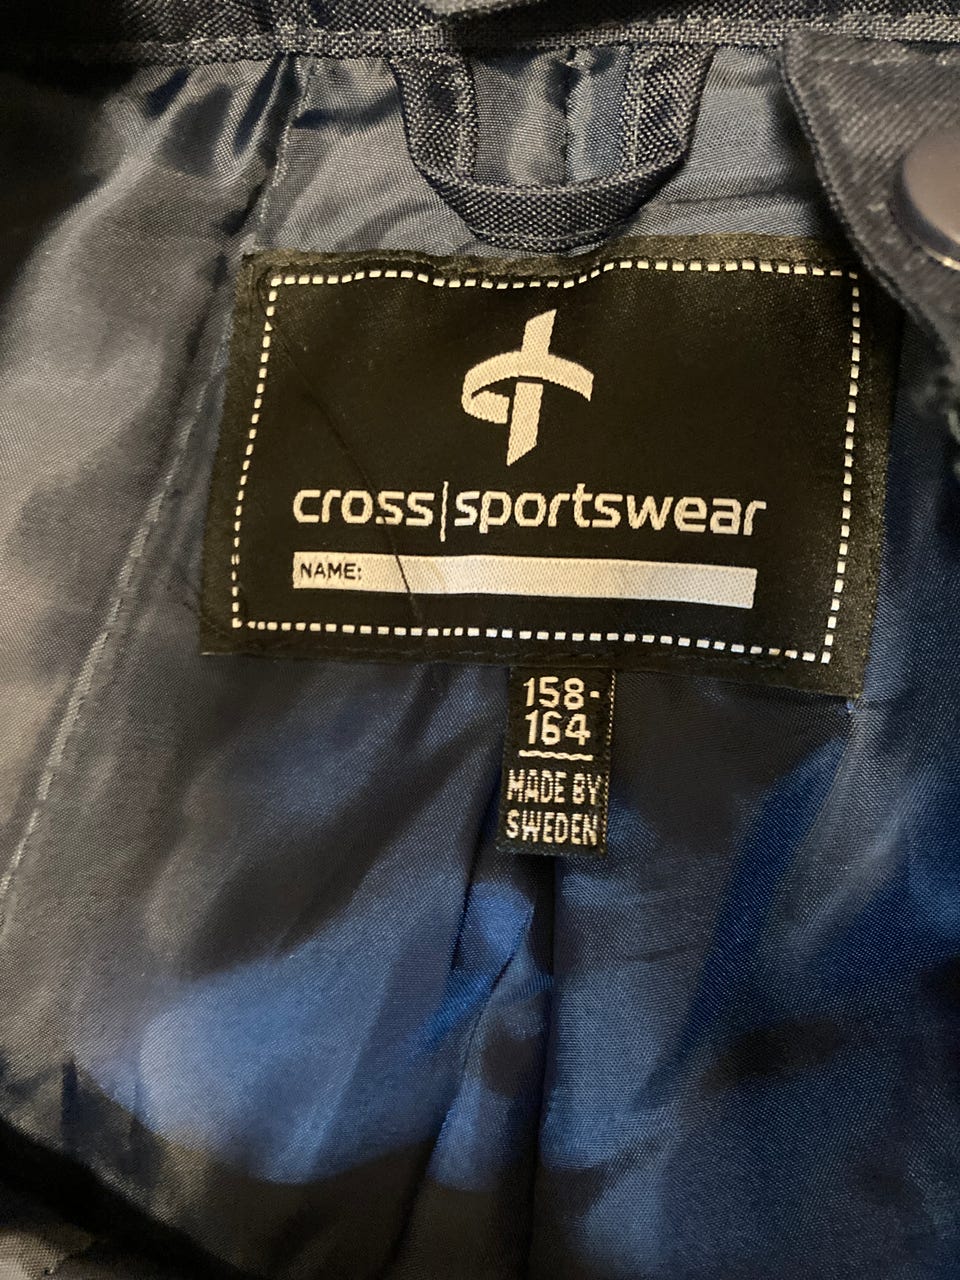 cross|sportswear
NAME:
158-
164
MADE BY
SWEDEN